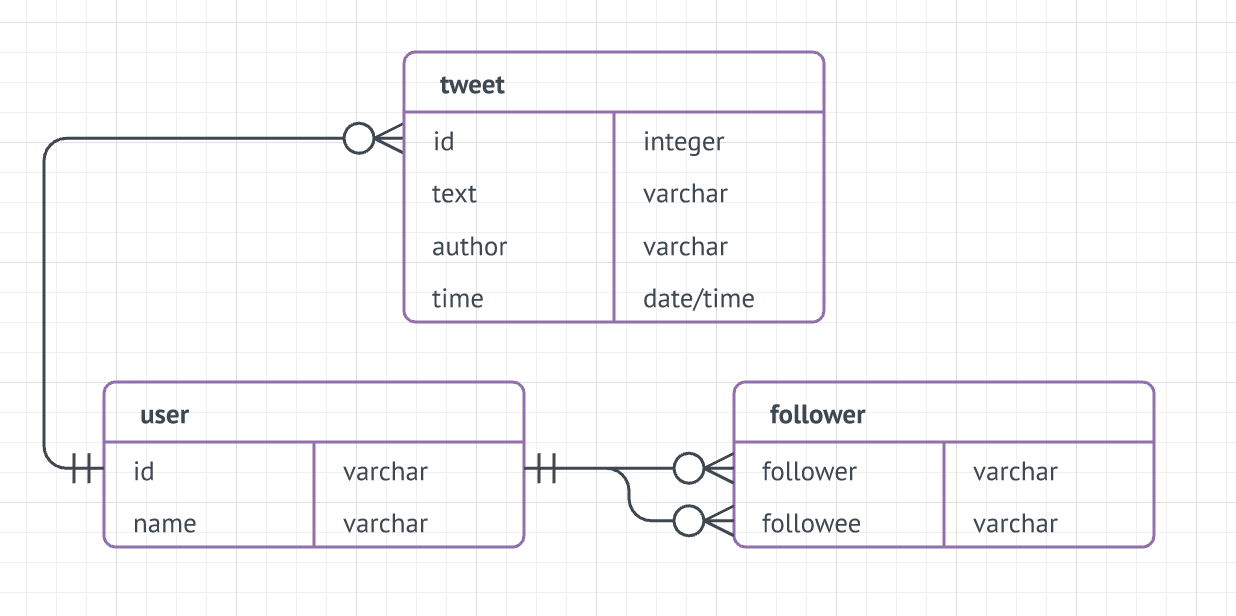 tweet
id integer
text varchar
author varchar
time date/time
user
id varchar
name varchar
follower
follower varchar
followee varchar